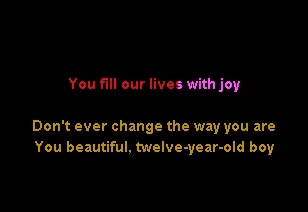 You fill our lives with joy
Don't ever change the way you are
You beautiful, twelve-year-old boy